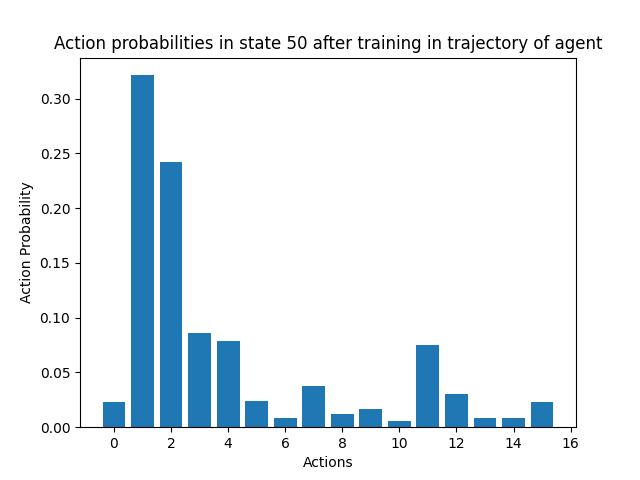 Action probabilities in state 50 after training in trajectory of agent
0.30
0.25
0.20
0.15
0.10
0.05
0.00
Action Probability
0 2 4 6 8 10 12 14 16
Actions